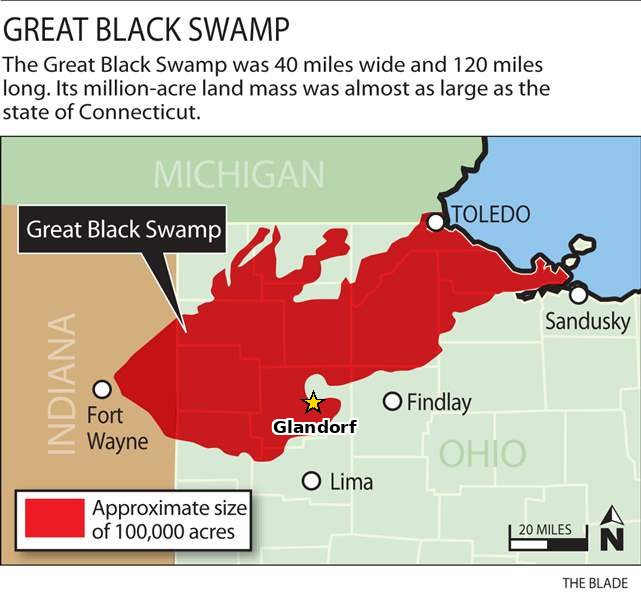 GREAT BLACK SWAMP
The Great Black Swamp was 40 miles wide and 120 miles
long. Its million-acre land mass was almost as large as the
state of Connecticut.
MICHIGAN
TOLEDO
Great Black Swamp
Sandusky
INDIANA
Fort
Wayne
Findlay
Glandorf
OHIO
Lima
Approximate size
of 100,000 acres
20 MILES
N
THE BLADE